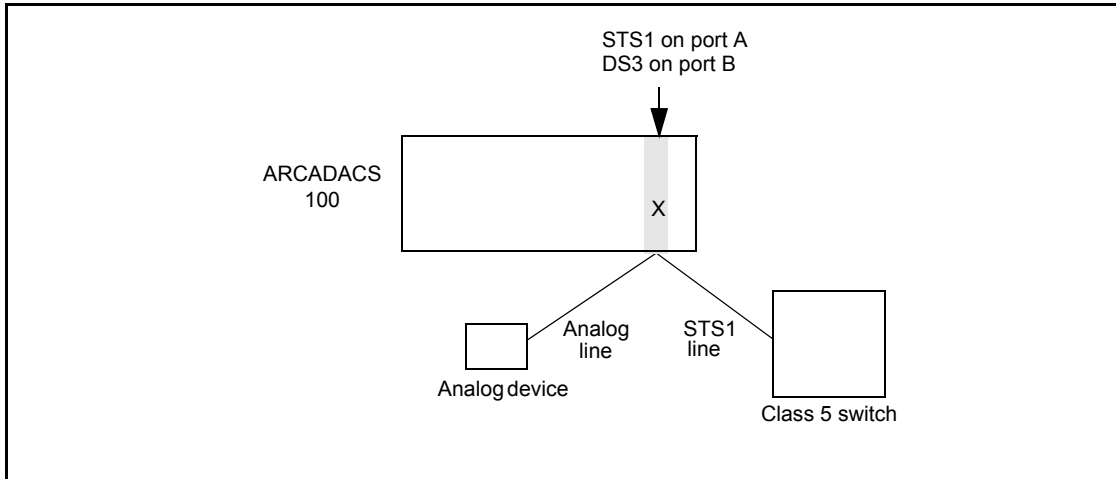 STS1 on port A
DS3 on port B
ARCADACS
100
X
Analog
line
STS1
line
Analog device
Class 5 switch